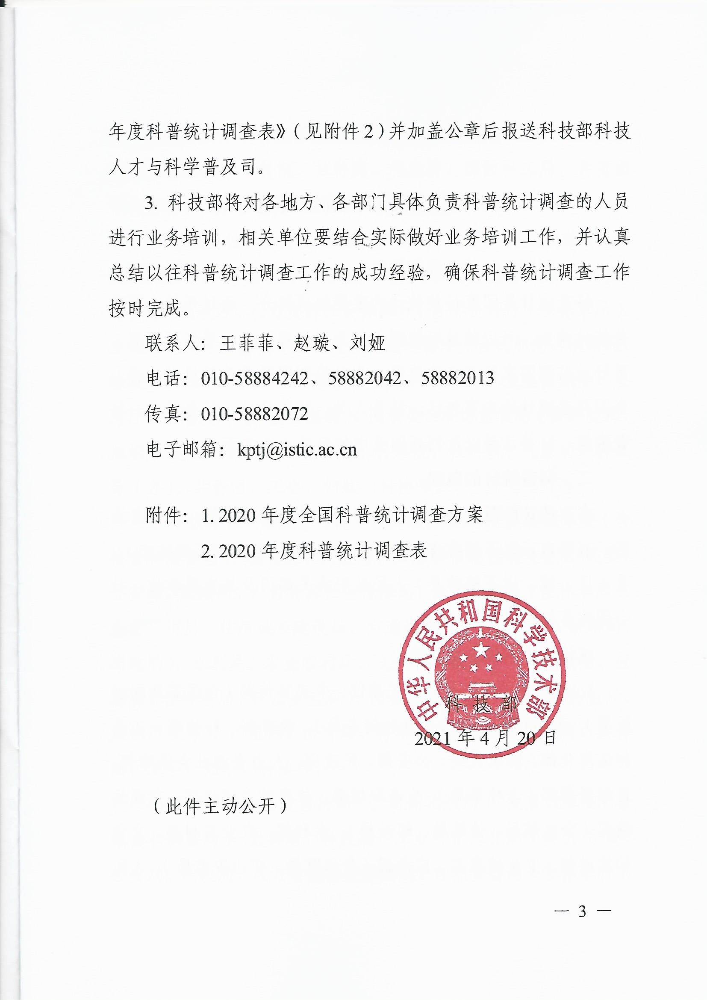 年度科普统计调查表》（见附件2）并加盖公章后报送科技部科技
人才与科学普及司。
3. 科技部将对各地方、各部门具体负责科普统计调查的人员
进行业务培训，相关单位要结合实际做好业务培训工作，并认真
总结以往科普统计调查工作的成功经验，确保科普统计调查工作
按时完成。
联系人：王菲菲、赵璇、刘娅
电话：010-58884242、58882042、58882013
传真：010-58882072
电子邮箱：kptj@istic.ac.cn
附件：1. 2020 年度全国科普统计调查方案
2. 2020 年度科普统计调查表
中华人民共和国科学技术部
科 技 部
2021 年 4 月 20 日
（此件主动公开）
— 3 —